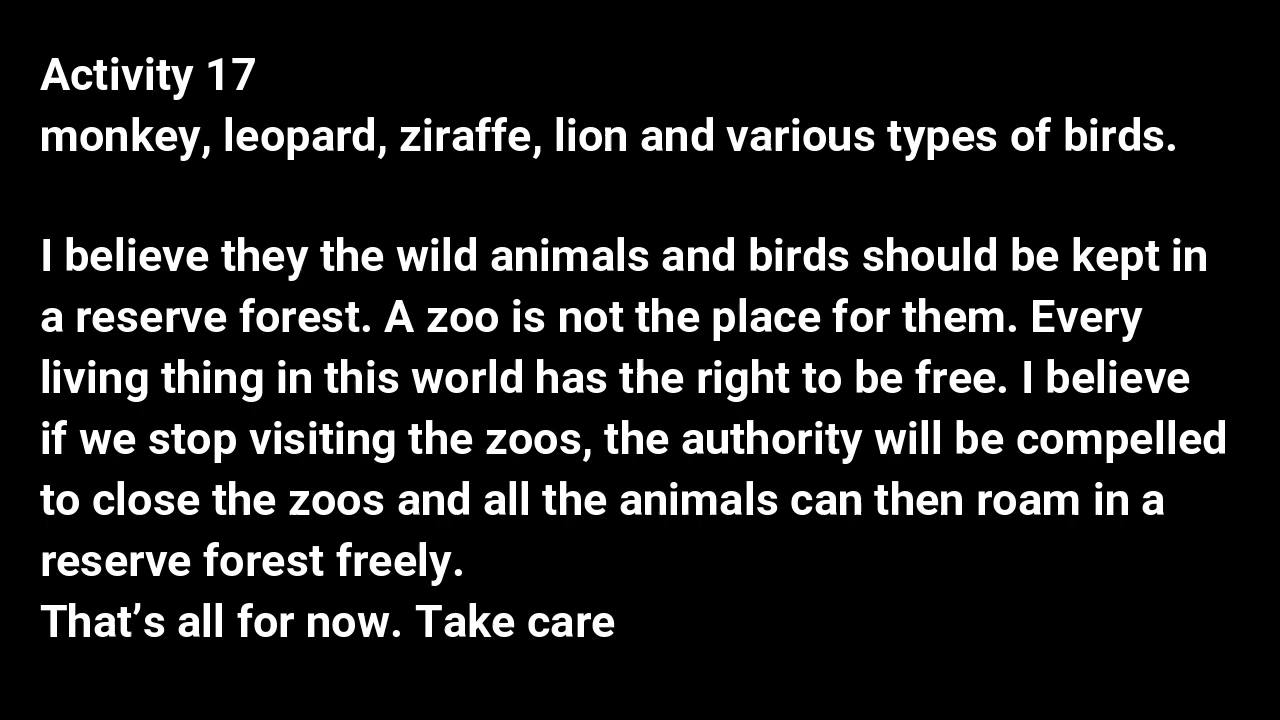 Activity 17
monkey, leopard, ziraffe, lion and various types of birds.
I believe they the wild animals and birds should be kept in
a reserve forest. A zoo is not the place for them. Every
living thing in this world has the right to be free. I believe
if we stop visiting the zoos, the authority will be compelled
to close the zoos and all the animals can then roam in a
reserve forest freely.
That’s all for now. Take care